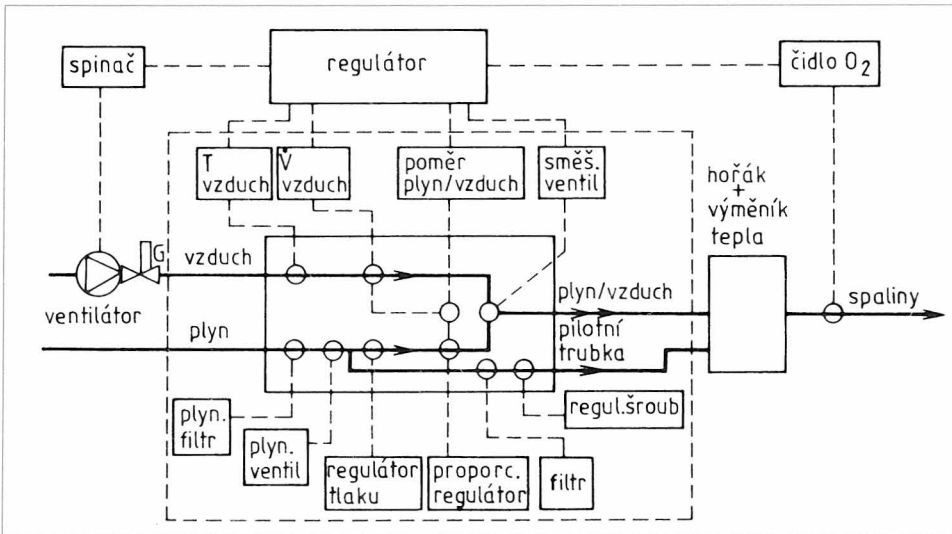 spinač
regulátor
čidlo O₂
T
vzduch
V̇
vzduch
poměr
plyn/vzduch
směš.
ventil
hořák
+
výměník
tepla
G
vzduch
ventilátor
plyn
plyn/vzduch
pilotní
trubka
spaliny
plyn.
filtr
plyn.
ventil
regulátor
tlaku
proporc.
regulátor
filtr
regul.šroub